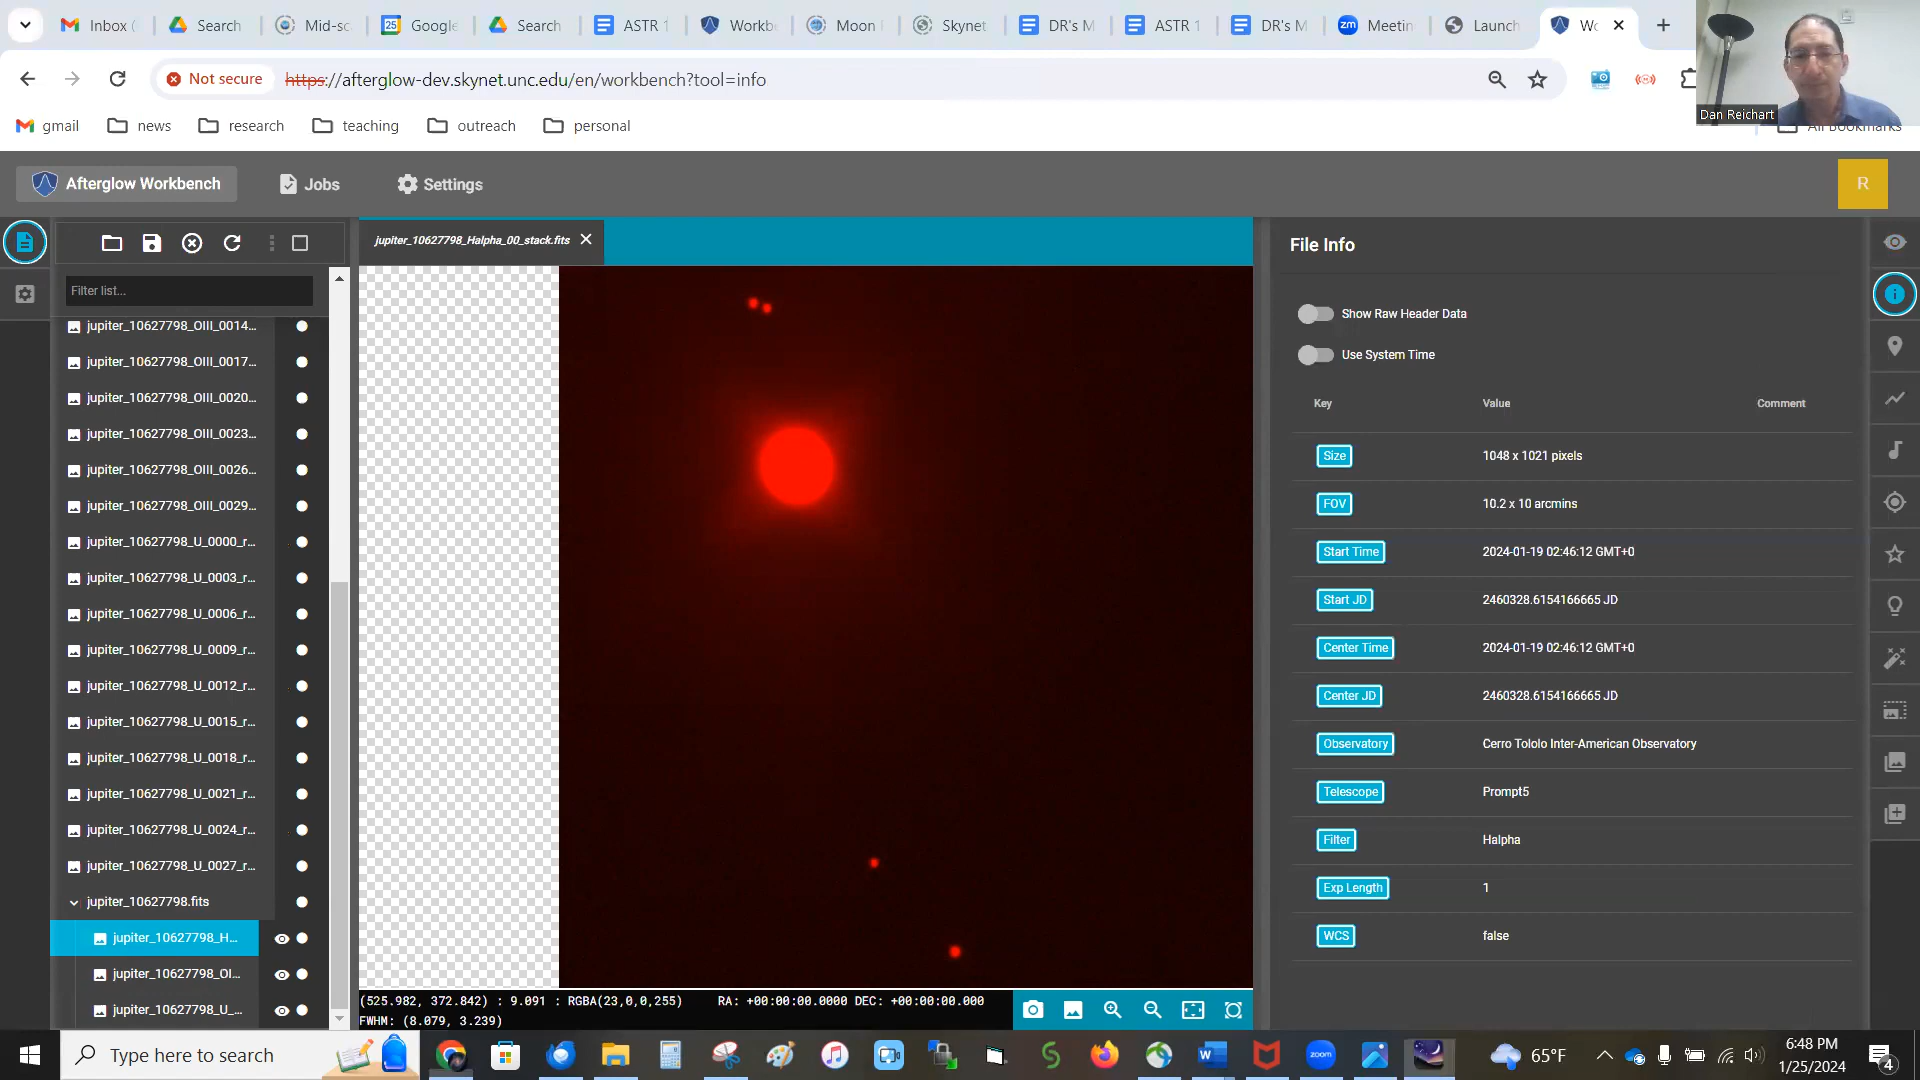 Inbox (
Search
Mid-sc
Google
Search
ASTR 1
Workb
Moon
Skynet
DR's M
ASTR 1
DR's M
Meetin
Launch
Wo
Not secure
https://afterglow-dev.skynet.unc.edu/en/workbench?tool=info
Dan Reichart
gmail
news
research
teaching
outreach
personal
All Bookmarks
Afterglow Workbench
Jobs
Settings
R
jupiter_10627798_Halpha_00_stack.fits
File Info
Filter list...
jupiter_10627798_OIII_0014...
jupiter_10627798_OIII_0017...
jupiter_10627798_OIII_0020...
jupiter_10627798_OIII_0023...
jupiter_10627798_OIII_0026...
jupiter_10627798_OIII_0029...
jupiter_10627798_U_0000_r...
jupiter_10627798_U_0003_r...
jupiter_10627798_U_0006_r...
jupiter_10627798_U_0009_r...
jupiter_10627798_U_0012_r...
jupiter_10627798_U_0015_r...
jupiter_10627798_U_0018_r...
jupiter_10627798_U_0021_r...
jupiter_10627798_U_0024_r...
jupiter_10627798_U_0027_r...
jupiter_10627798.fits
jupiter_10627798_H...
jupiter_10627798_OI...
jupiter_10627798_U_...
Show Raw Header Data
Use System Time
Key Value Comment
Size 1048 x 1021 pixels
FOV 10.2 x 10 arcmins
Start Time 2024-01-19 02:46:12 GMT+0
Start JD 2460328.6154166665 JD
Center Time 2024-01-19 02:46:12 GMT+0
Center JD 2460328.6154166665 JD
Observatory Cerro Tololo Inter-American Observatory
Telescope Prompt5
Filter Halpha
Exp Length 1
WCS false
(525.982, 372.842) : 9.091 : RGBA(23,0,0,255) RA: +00:00:00.0000 DEC: +00:00:00.000
FWHM: (8.079, 3.239)
Type here to search
65°F
6:48 PM
1/25/2024
4